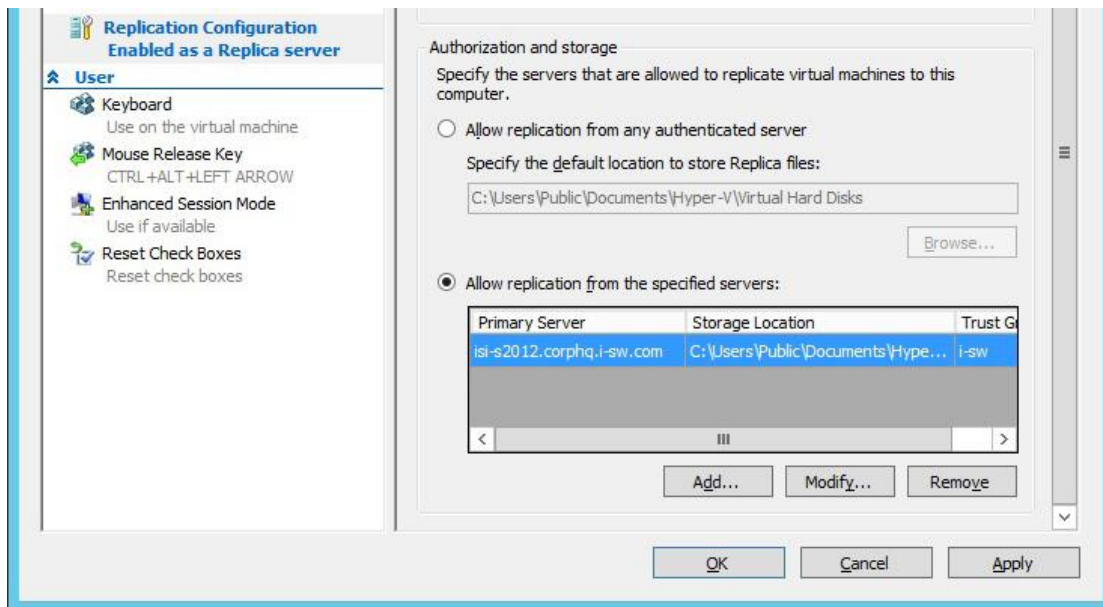 Replication Configuration
Enabled as a Replica server
User
Keyboard
Use on the virtual machine
Mouse Release Key
CTRL+ALT+LEFT ARROW
Enhanced Session Mode
Use if available
Reset Check Boxes
Reset check boxes
Authorization and storage
Specify the servers that are allowed to replicate virtual machines to this
computer.
Allow replication from any authenticated server
Specify the default location to store Replica files:
C:\Users\Public\Documents\Hyper-V\Virtual Hard Disks
Browse...
Allow replication from the specified servers:
Primary Server Storage Location Trust Gr
isi-s2012.corphq.i-sw.com C:\Users\Public\Documents\Hype... i-sw
Add... Modify... Remove
OK Cancel Apply